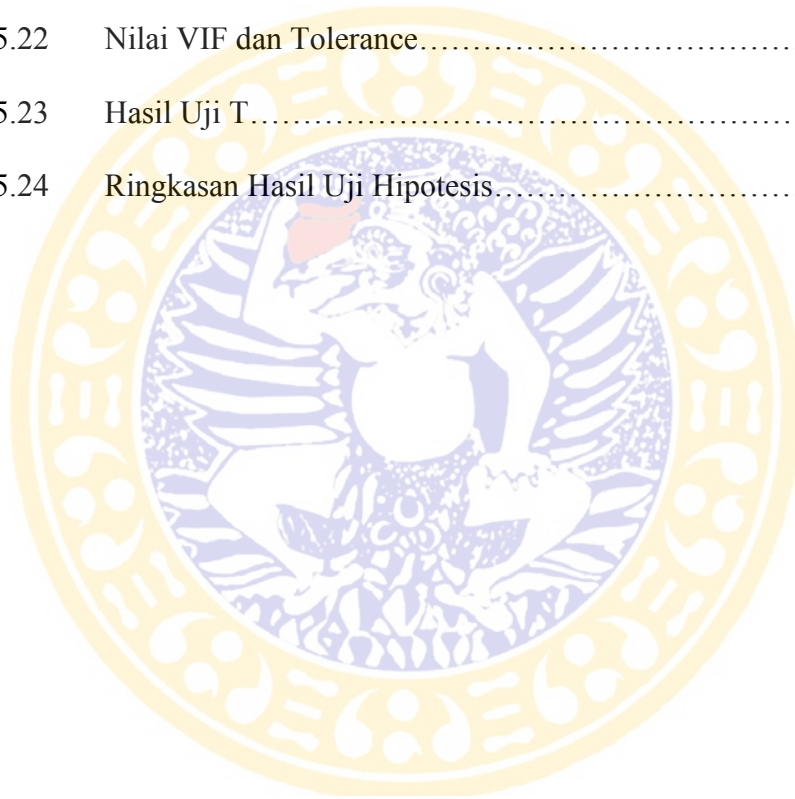 5.22 Nilai VIF dan Tolerance……………………………
5.23 Hasil Uji T…………………………………………
5.24 Ringkasan Hasil Uji Hipotesis………………………